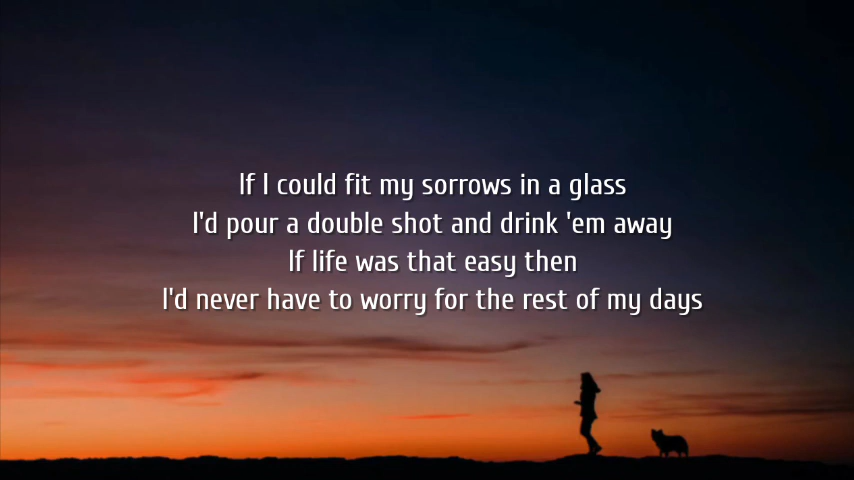 If I could fit my sorrows in a glass
I'd pour a double shot and drink 'em away
If life was that easy then
I'd never have to worry for the rest of my days